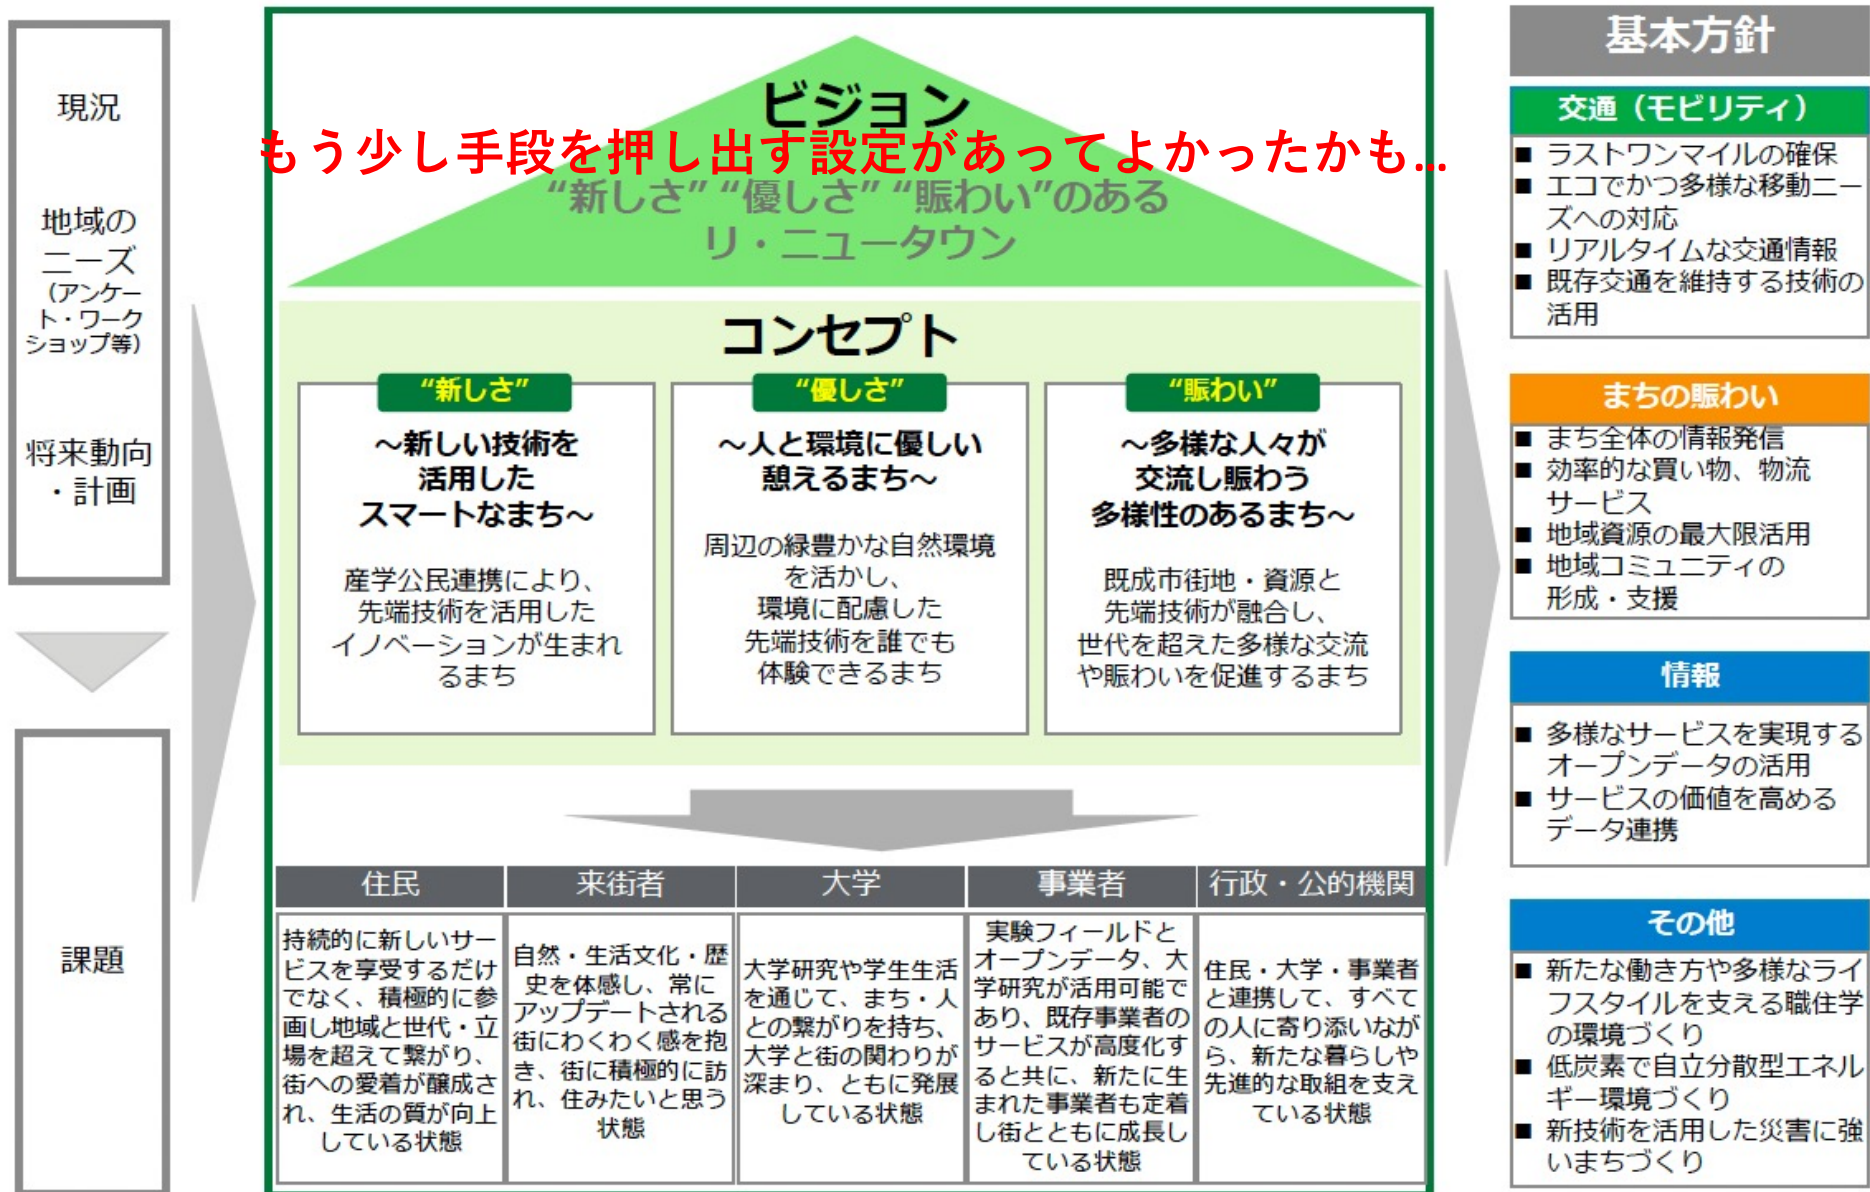 現況
地域の
ニーズ
（アンケー
ト・ワーク
ショップ等）
将来動向
・計画
課題
ビジョン
もう少し手段を押し出す設定があってよかったかも…
“新しさ” “優しさ” “賑わい”のある
リ・ニュータウン
コンセプト
“新しさ”
～新しい技術を
活用した
スマートなまち～
産学公民連携により、
先端技術を活用した
イノベーションが生まれ
るまち
“優しさ”
～人と環境に優しい
憩えるまち～
周辺の緑豊かな自然環境
を活かし、
環境に配慮した
先端技術を誰でも
体験できるまち
“賑わい”
～多様な人々が
交流し賑わう
多様性のあるまち～
既成市街地・資源と
先端技術が融合し、
世代を超えた多様な交流
や賑わいを促進するまち
住民
持続的に新しいサー
ビスを享受するだけ
でなく、積極的に参
画し地域と世代・立
場を超えて繋がり、
街への愛着が醸成さ
れ、生活の質が向上
している状態
来街者
自然・生活文化・歴
史を体感し、常に
アップデートされる
街にわくわく感を抱
き、街に積極的に訪
れ、住みたいと思う
状態
大学
大学研究や学生生活
を通じて、まち・人
との繋がりを持ち、
大学と街の関わりが
深まり、ともに発展
している状態
事業者
実験フィールドと
オープンデータ、大
学研究が活用可能で
あり、既存事業者の
サービスが高度化す
ると共に、新たに生
まれた事業者も定着
し街とともに成長し
ている状態
行政・公的機関
住民・大学・事業者
と連携して、すべて
の人に寄り添いなが
ら、新たな暮らしや
先進的な取組を支え
ている状態
基本方針
交通（モビリティ）
■ ラストワンマイルの確保
■ エコでかつ多様な移動ニー
ズへの対応
■ リアルタイムな交通情報
■ 既存交通を維持する技術の
活用
まちの賑わい
■ まち全体の情報発信
■ 効率的な買い物、物流
サービス
■ 地域資源の最大限活用
■ 地域コミュニティの
形成・支援
情報
■ 多様なサービスを実現する
オープンデータの活用
■ サービスの価値を高める
データ連携
その他
■ 新たな働き方や多様なライ
フスタイルを支える職住学
の環境づくり
■ 低炭素で自立分散型エネル
ギー環境づくり
■ 新技術を活用した災害に強
いまちづくり